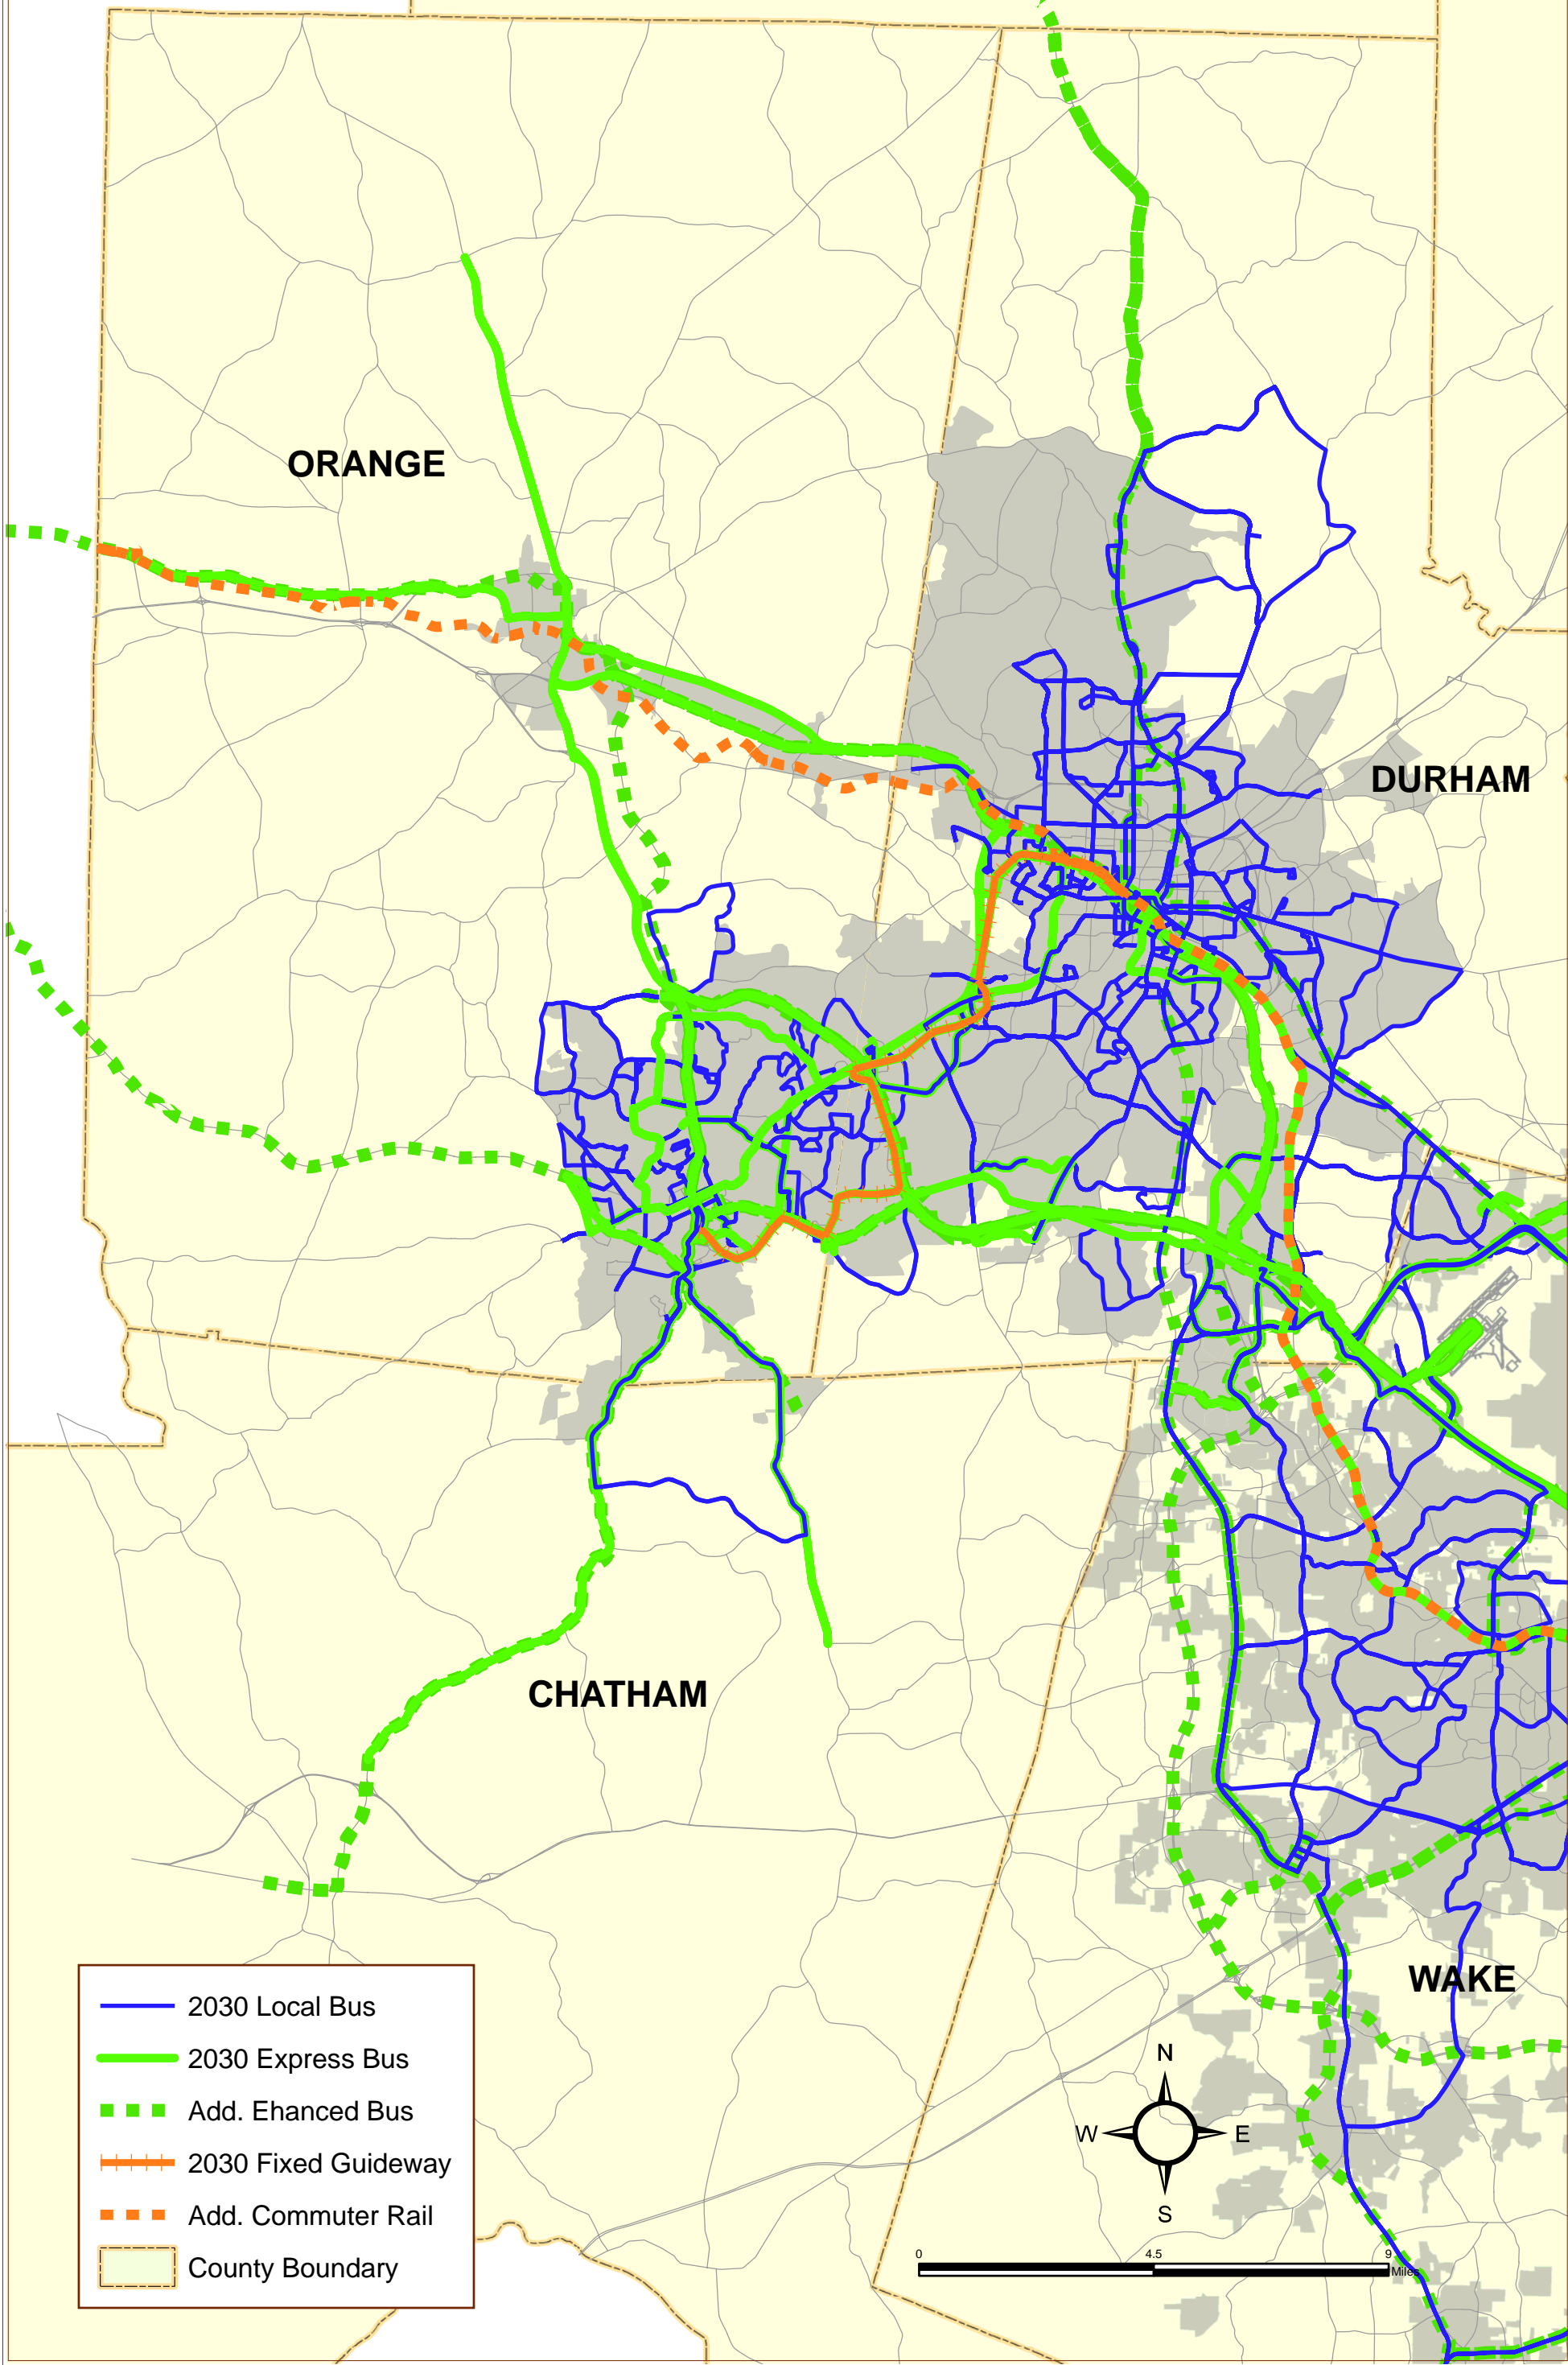 ORANGE
DURHAM
CHATHAM
WAKE
2030 Local Bus
2030 Express Bus
Add. Ehanced Bus
2030 Fixed Guideway
Add. Commuter Rail
County Boundary
N
W
E
S
0 4.5 9
Miles